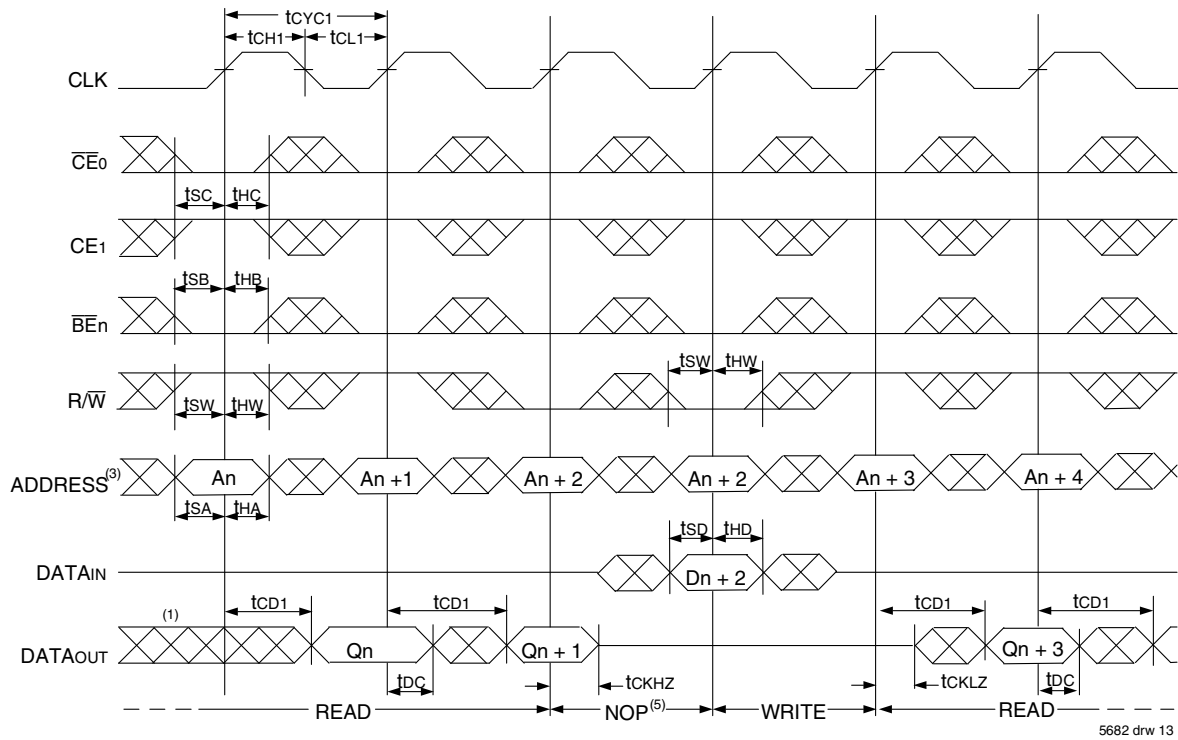 tCYC1
tCH1 tCL1
CLK
CE0
tSC tHC
CE1
tSB tHB
BEn
tSW tHW
R/W
tSW tHW
ADDRESS(3) An An +1 An + 2 An + 2 An + 3 An + 4
tSA tHA
tSD tHD
DATAIN Dn + 2
tCD1 tCD1 tCD1 tCD1
(1)
DATAOUT Qn Qn + 1 Qn + 3
tDC tCKHZ tCKLZ tDC
READ NOP(5) WRITE READ
5682 drw 13